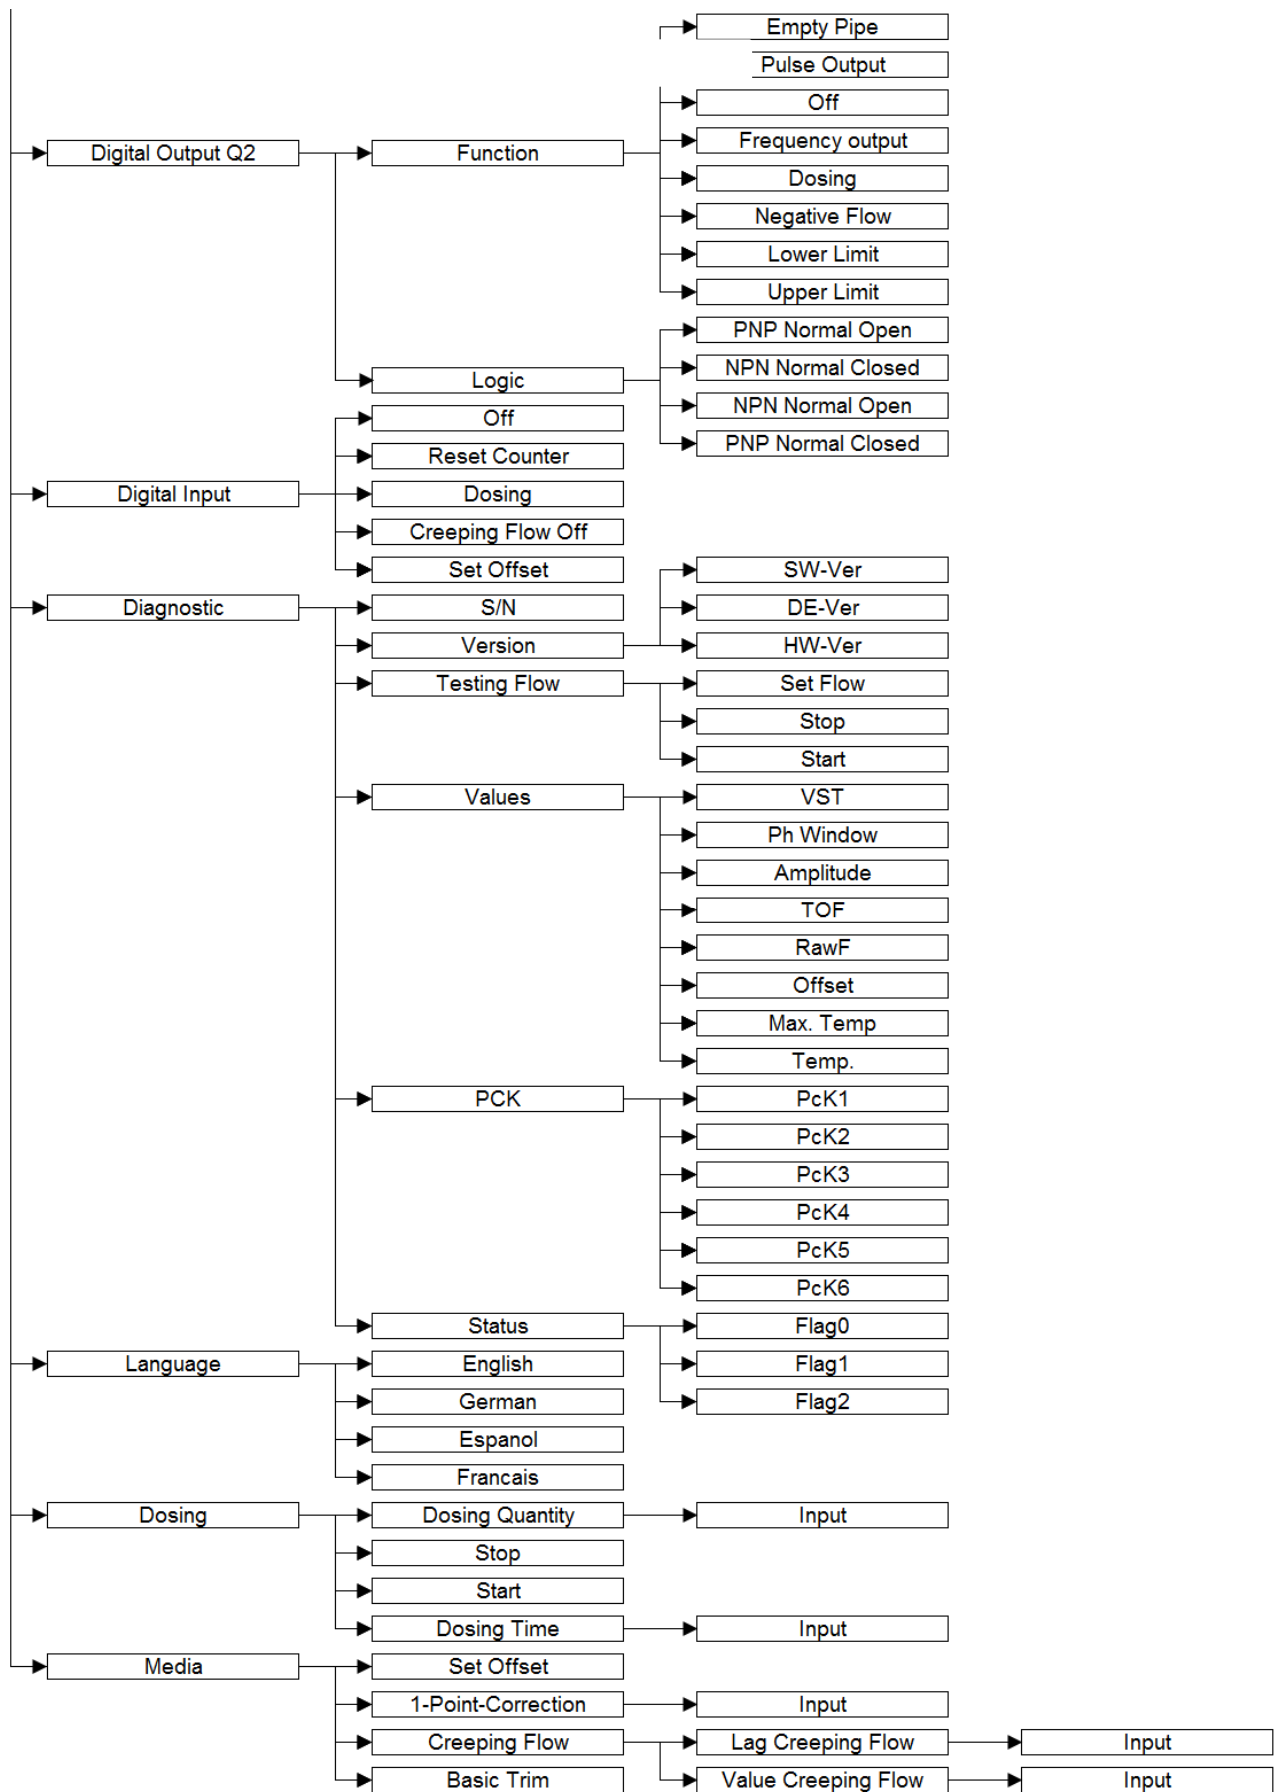 Empty Pipe
Pulse Output
Off
Frequency output
Digital Output Q2
Function
Dosing
Negative Flow
Lower Limit
Upper Limit
PNP Normal Open
NPN Normal Closed
Logic
NPN Normal Open
Off
PNP Normal Closed
Reset Counter
Digital Input
Dosing
Creeping Flow Off
Set Offset
SW-Ver
Diagnostic
S/N
DE-Ver
Version
HW-Ver
Testing Flow
Set Flow
Stop
Start
Values
VST
Ph Window
Amplitude
TOF
RawF
Offset
Max. Temp
Temp.
PCK
PcK1
PcK2
PcK3
PcK4
PcK5
PcK6
Status
Flag0
Language
English
Flag1
German
Flag2
Espanol
Francais
Dosing
Dosing Quantity
Input
Stop
Start
Dosing Time
Input
Media
Set Offset
1-Point-Correction
Input
Creeping Flow
Lag Creeping Flow
Input
Basic Trim
Value Creeping Flow
Input